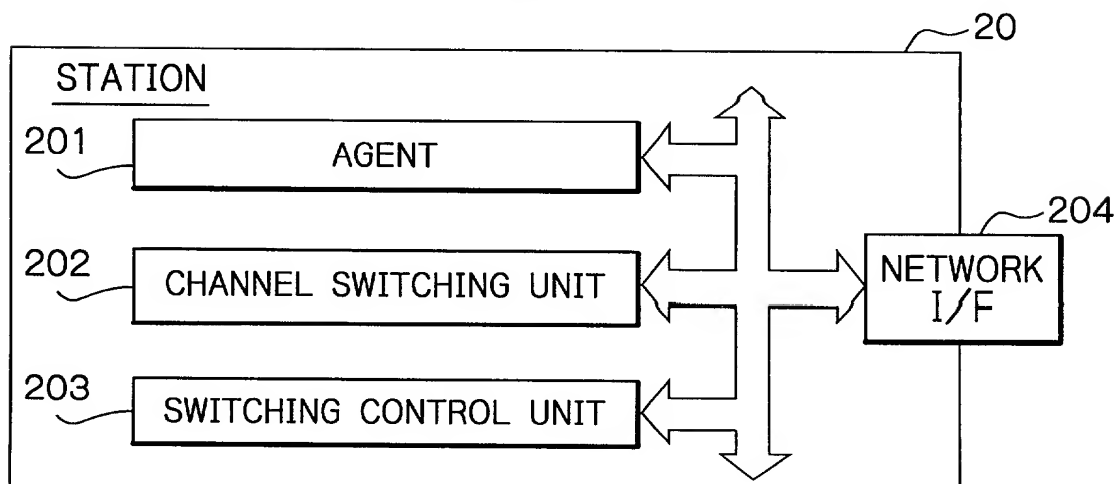 20
STATION
201
AGENT
204
202
CHANNEL SWITCHING UNIT
NETWORK
I/F
203
SWITCHING CONTROL UNIT